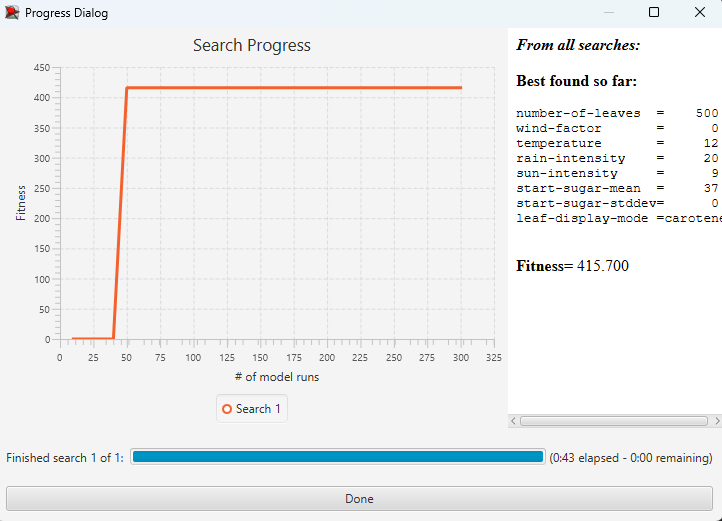 Progress Dialog
Search Progress
450
400
350
300
250
200
150
100
50
0
Fitness
0 25 50 75 100 125 150 175 200 225 250 275 300 325
# of model runs
Search 1
From all searches:
Best found so far:
number-of-leaves = 500
wind-factor = 0
temperature = 12
rain-intensity = 20
sun-intensity = 9
start-sugar-mean = 37
start-sugar-stddev= 0
leaf-display-mode =carotene
Fitness= 415.700
Finished search 1 of 1: (0:43 elapsed - 0:00 remaining)
Done